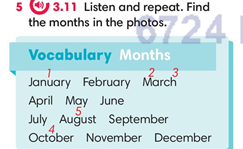 5 3.11 Listen and repeat. Find
the months in the photos.
6724
Vocabulary Months
1 2 3
January February March
April May June
5
July August September
4
October November December